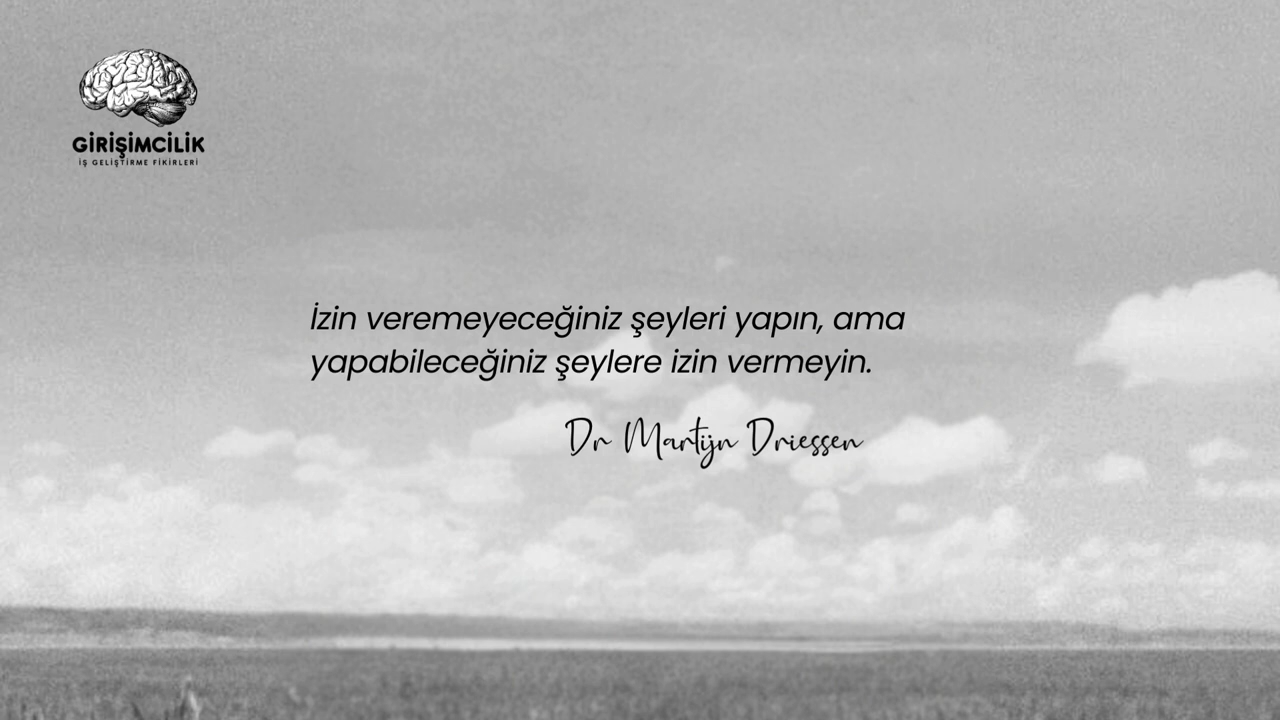 GİRİŞİMCİLİK
İŞ GELİŞTİRME FİKİRLERİ
İzin veremeyeceğiniz şeyleri yapın, ama
yapabileceğiniz şeylere izin vermeyin.
Dr Martijn Driessen